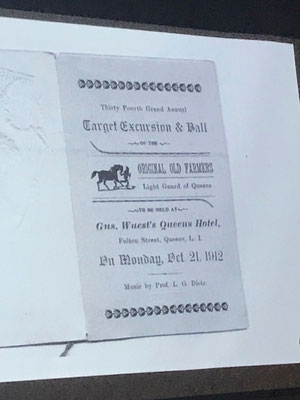 Thirty Fourth Grand Annual
Target Excursion & Ball
OF THE
ORIGINAL OLD FARMERS
Light Guard of Queens
TO BE HELD AT
Gus. Wuest's Queens Hotel,
Fulton Street, Queens, L. I.
On Monday, Oct. 21, 1912
Music by Prof. L. G. Dietz